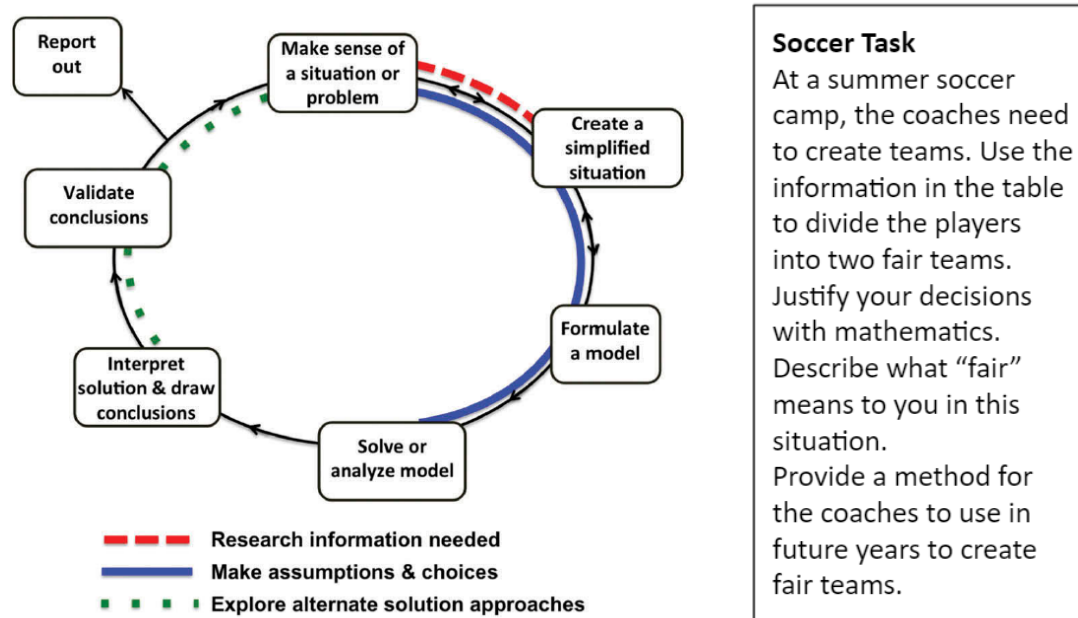 Report
out
Make sense of
a situation or
problem
Create a
simplified
situation
Formulate
a model
Solve or
analyze model
Interpret
solution & draw
conclusions
Validate
conclusions
Research information needed
Make assumptions & choices
Explore alternate solution approaches
Soccer Task
At a summer soccer
camp, the coaches need
to create teams. Use the
information in the table
to divide the players
into two fair teams.
Justify your decisions
with mathematics.
Describe what “fair”
means to you in this
situation.
Provide a method for
the coaches to use in
future years to create
fair teams.